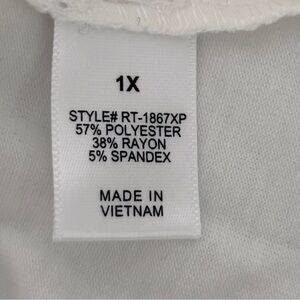 1X
STYLE# RT-1867XP
57% POLYESTER
38% RAYON
5% SPANDEX
MADE IN
VIETNAM